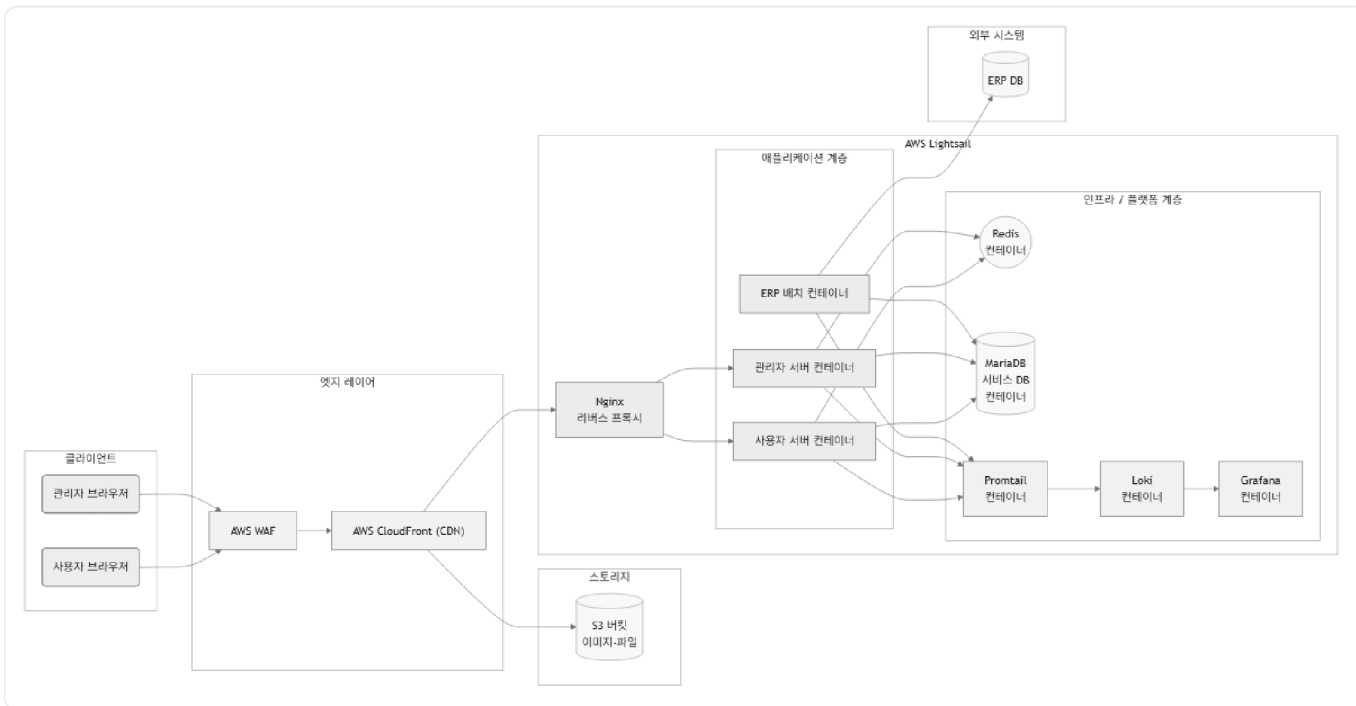 외부 시스템
ERP DB
AWS Lightsail
애플리케이션 계층
인프라 / 플랫폼 계층
Redis
컨테이너
ERP 배치 컨테이너
MariaDB
서비스 DB
컨테이너
관리자 서버 컨테이너
엣지 레이어
Nginx
리버스 프록시
사용자 서버 컨테이너
클라이언트
관리자 브라우저
사용자 브라우저
AWS WAF
AWS CloudFront (CDN)
Promtail
컨테이너
Loki
컨테이너
Grafana
컨테이너
스토리지
S3 버킷
이미지-파일